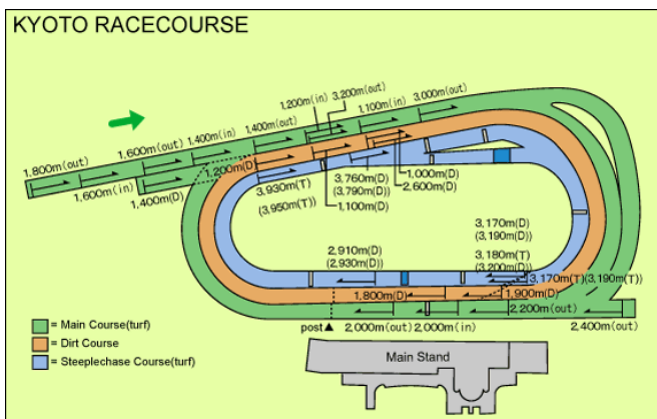 KYOTO RACECOURSE
1,200m(in)
3,200m(out)
1,400m(out)
1,100m(in)
3,000m(out)
1,400m(in)
1,600m(out)
1,800m(out)
1,600m(in)
1,400m(D)
1,200m(D)
3,930m(T)
(3,950m(T))
3,760m(D)
(3,790m(D))
1,100m(D)
1,000m(D)
2,600m(D)
2,910m(D)
(2,930m(D))
3,170m(D)
(3,190m(D))
3,180m(T)
(3,200m(D))
3,170m(T)(3,190m(T))
1,800m(D)
1,900m(D)
2,200m(out)
post▲
2,000m(out)
2,000m(in)
2,400m(out)
= Main Course(turf)
= Dirt Course
= Steeplechase Course(turf)
Main Stand